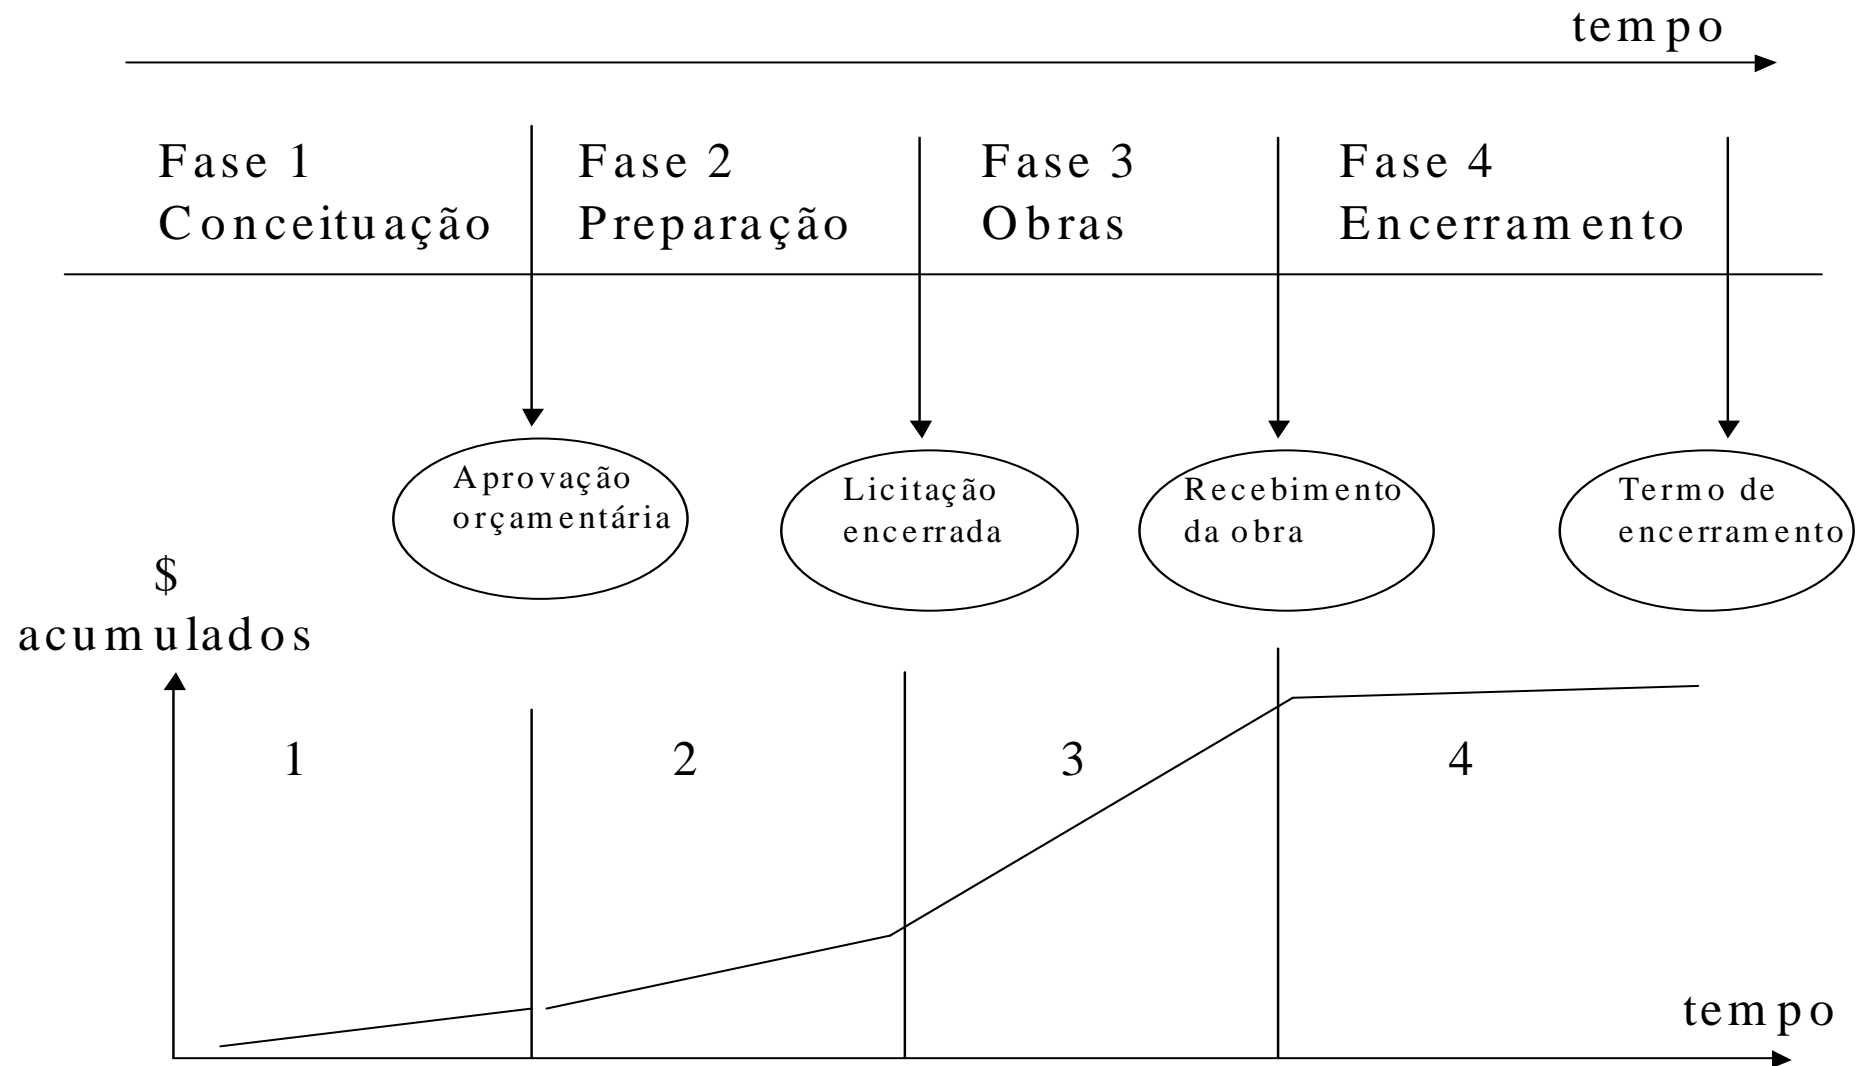 tempo
Fase 1
Conceituação
Fase 2
Preparação
Fase 3
Obras
Fase 4
Encerramento
Aprovação
orçamentária
Licitação
encerrada
Recebimento
da obra
Termo de
encerramento
$
acumulados
1
2
3
4
tempo